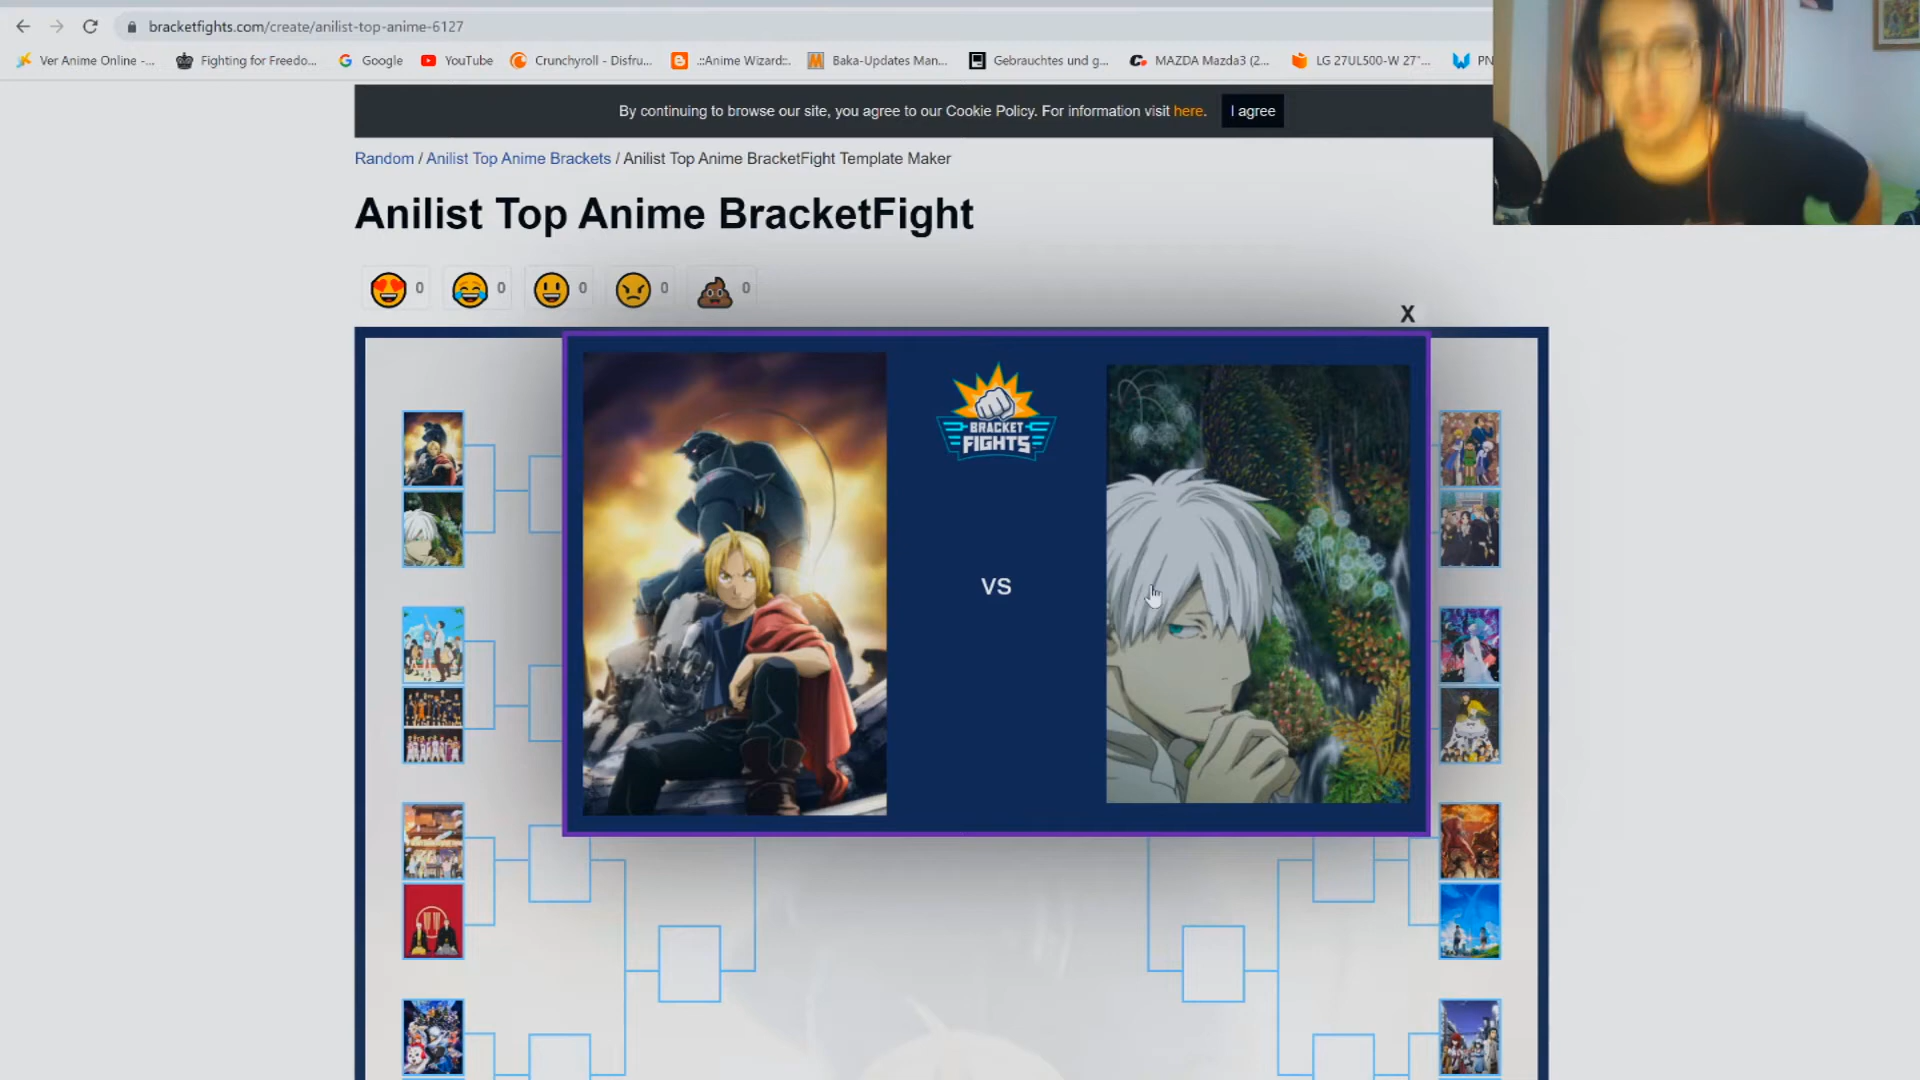 bracketfights.com/create/anilist-top-anime-6127
Ver Anime Online -... Fighting for Freedo... Google YouTube Crunchyroll - Disfru... .:Anime Wizard:. Baka-Updates Man... Gebrauchtes und g... MAZDA Mazda3 (2... LG 27UL500-W 27"... PN
By continuing to browse our site, you agree to our Cookie Policy. For information visit here. I agree
Random / Anilist Top Anime Brackets / Anilist Top Anime BracketFight Template Maker
Anilist Top Anime BracketFight
0 0 0 0 0
X
BRACKET
FIGHTS
VS